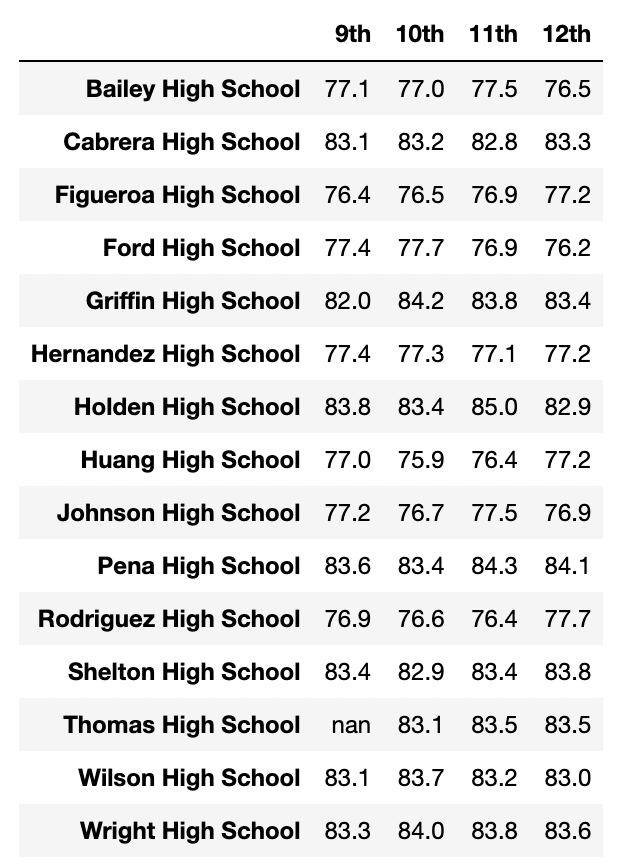 9th 10th 11th 12th
Bailey High School 77.1 77.0 77.5 76.5
Cabrera High School 83.1 83.2 82.8 83.3
Figueroa High School 76.4 76.5 76.9 77.2
Ford High School 77.4 77.7 76.9 76.2
Griffin High School 82.0 84.2 83.8 83.4
Hernandez High School 77.4 77.3 77.1 77.2
Holden High School 83.8 83.4 85.0 82.9
Huang High School 77.0 75.9 76.4 77.2
Johnson High School 77.2 76.7 77.5 76.9
Pena High School 83.6 83.4 84.3 84.1
Rodriguez High School 76.9 76.6 76.4 77.7
Shelton High School 83.4 82.9 83.4 83.8
Thomas High School nan 83.1 83.5 83.5
Wilson High School 83.1 83.7 83.2 83.0
Wright High School 83.3 84.0 83.8 83.6